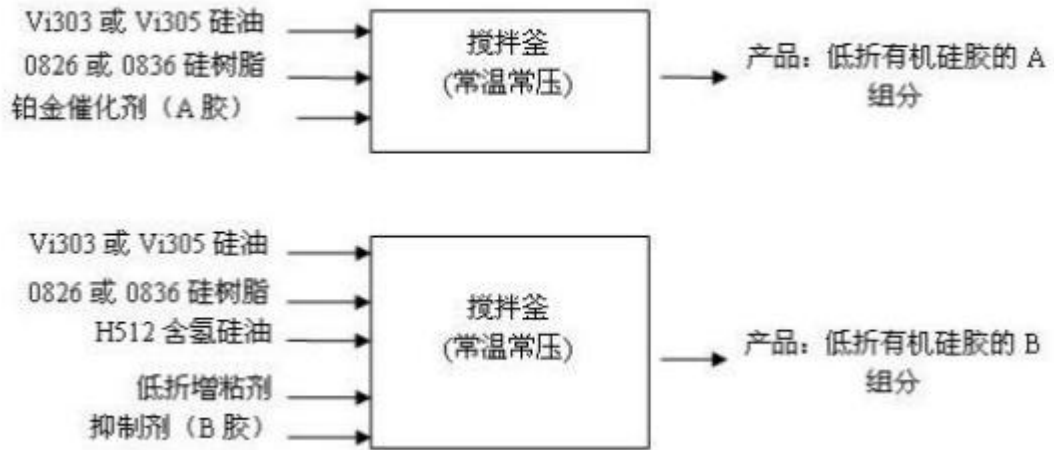 Vi303 或 Vi305 硅油
0826 或 0836 硅树脂
铂金催化剂（A 胶）
搅拌釜
(常温常压)
产品：低折有机硅胶的 A
组分
Vi303 或 Vi305 硅油
0826 或 0836 硅树脂
H512 含氢硅油
低折增粘剂
抑制剂（B 胶）
搅拌釜
(常温常压)
产品：低折有机硅胶的 B
组分